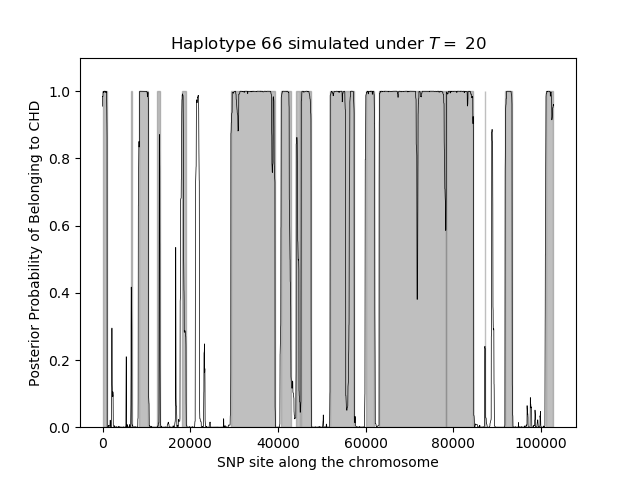 Haplotype 66 simulated under T = 20
Posterior Probability of Belonging to CHD
1.0
0.8
0.6
0.4
0.2
0.0
0 20000 40000 60000 80000 100000
SNP site along the chromosome